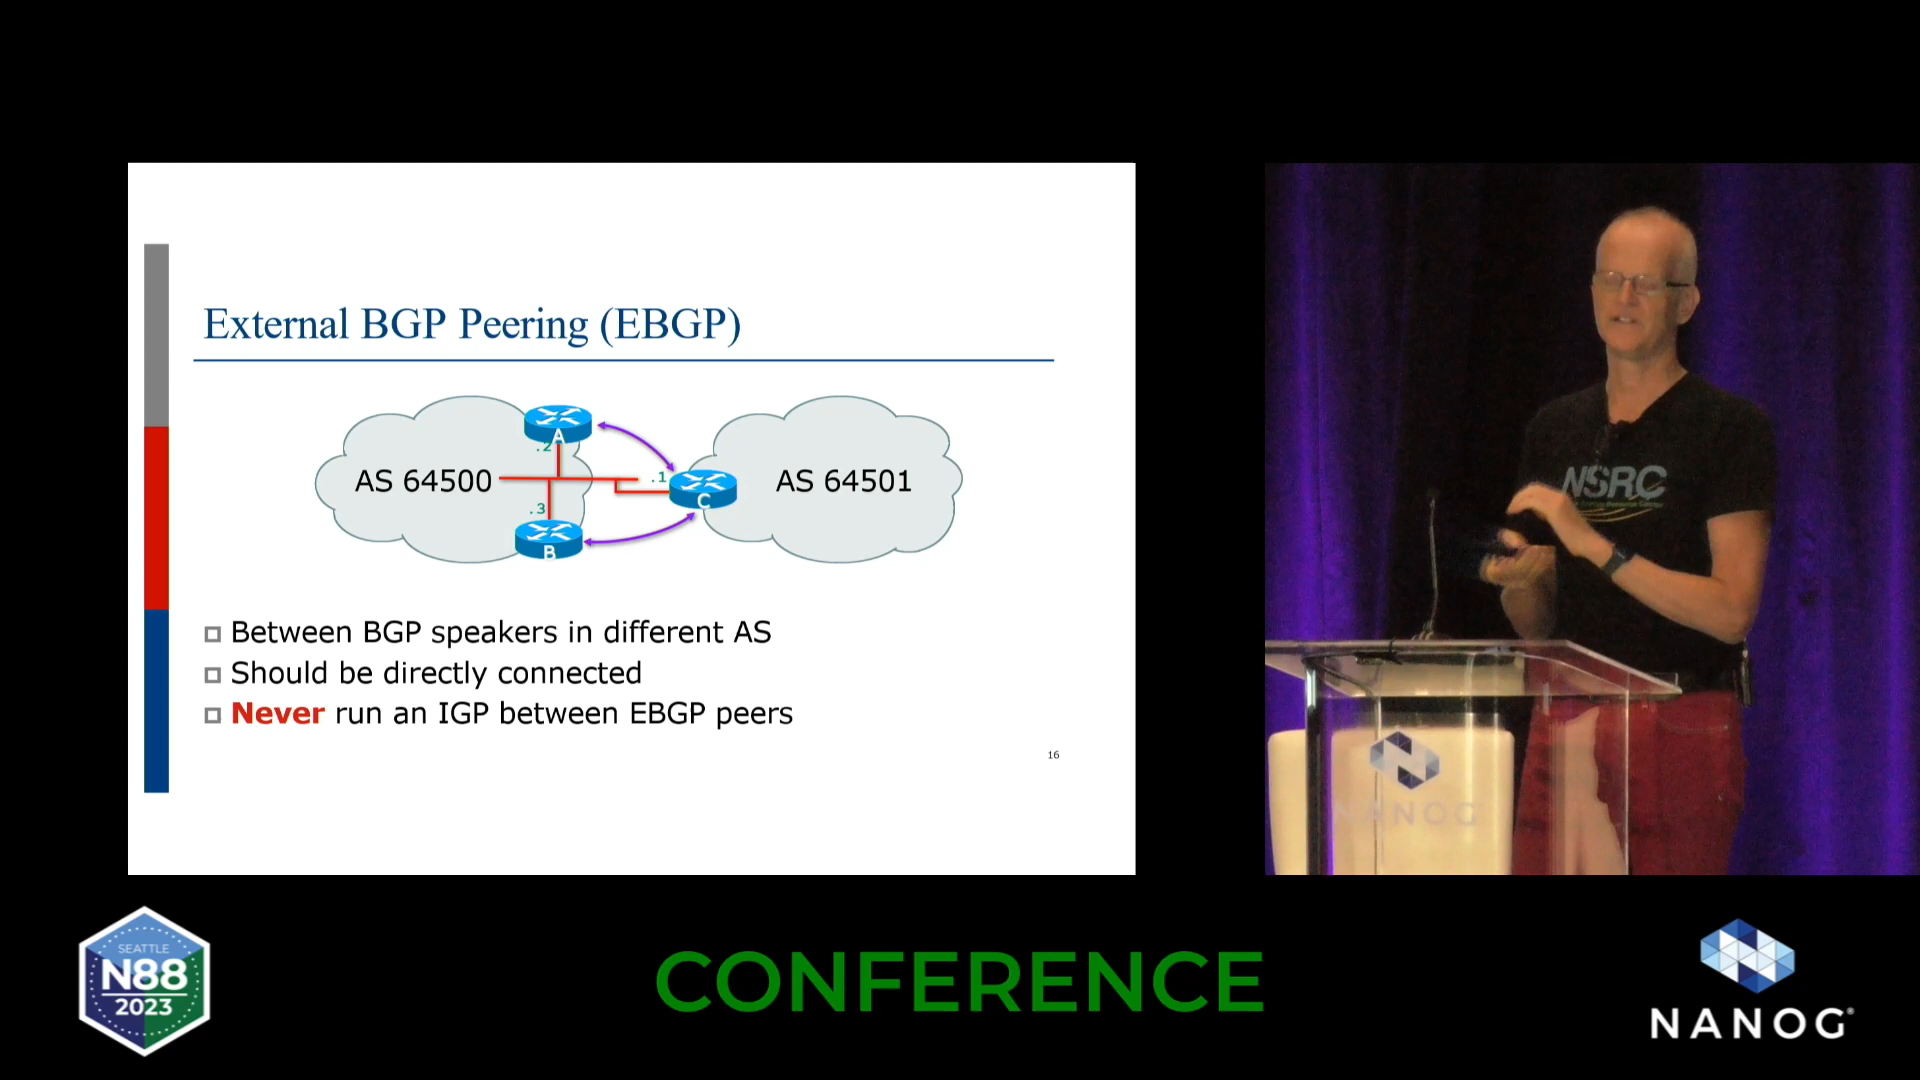 External BGP Peering (EBGP)
A
.2
AS 64500
.1
C
AS 64501
.3
B
Between BGP speakers in different AS
Should be directly connected
Never run an IGP between EBGP peers
16
NSRC
NANOG
SEATTLE
N88
2023
CONFERENCE
NANOG®